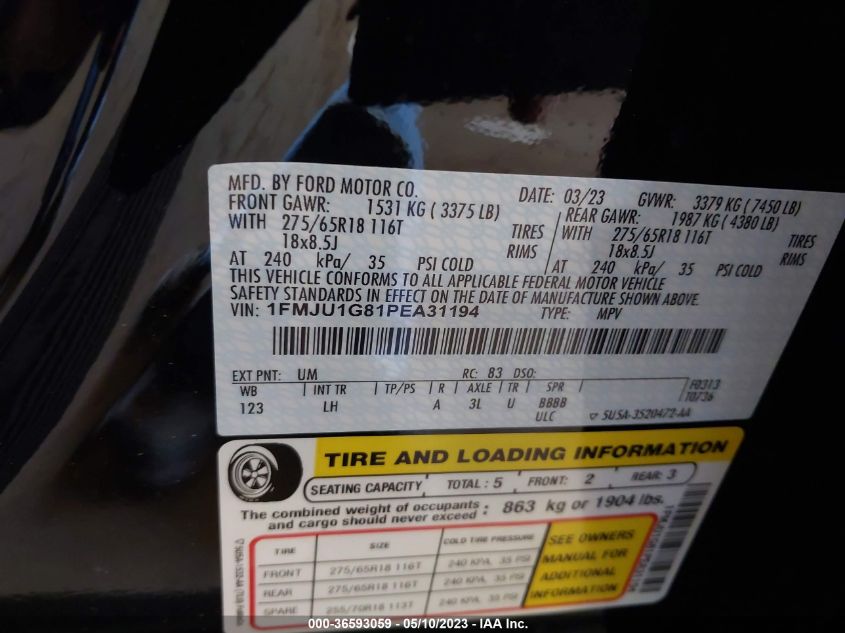 MFD. BY FORD MOTOR CO. DATE: 03/23 GVWR: 3379 KG (7450 LB)
FRONT GAWR: 1531 KG (3375 LB) REAR GAWR: 1987 KG (4380 LB)
WITH 275/65R18 116T TIRES WITH 275/65R18 116T TIRES
18x8.5J RIMS 18x8.5J RIMS
AT 240 kPa/ 35 PSI COLD AT 240 kPa/ 35 PSI COLD
THIS VEHICLE CONFORMS TO ALL APPLICABLE FEDERAL MOTOR VEHICLE
SAFETY STANDARDS IN EFFECT ON THE DATE OF MANUFACTURE SHOWN ABOVE.
VIN: 1FMJU1G81PEA31194 TYPE: MPV
EXT PNT: UM RC: 83 DSO:
WB INT TR TP/PS R AXLE TR SPR F0313
123 LH A 3L U BBBB T0736
ULC 5U5A-3520472-AA
TIRE AND LOADING INFORMATION
SEATING CAPACITY TOTAL : 5 FRONT: 2 REAR: 3
The combined weight of occupants
and cargo should never exceed : 863 kg or 1904 lbs.
TIRE SIZE COLD TIRE PRESSURE
FRONT 275/65R18 116T 240 KPA, 35 PSI
REAR 275/65R18 116T 240 KPA, 35 PSI
SPARE 255/70R18 113T 240 KPA, 35 PSI
SEE OWNERS
MANUAL FOR
ADDITIONAL
INFORMATION
000-36593059 - 05/10/2023 - IAA Inc.